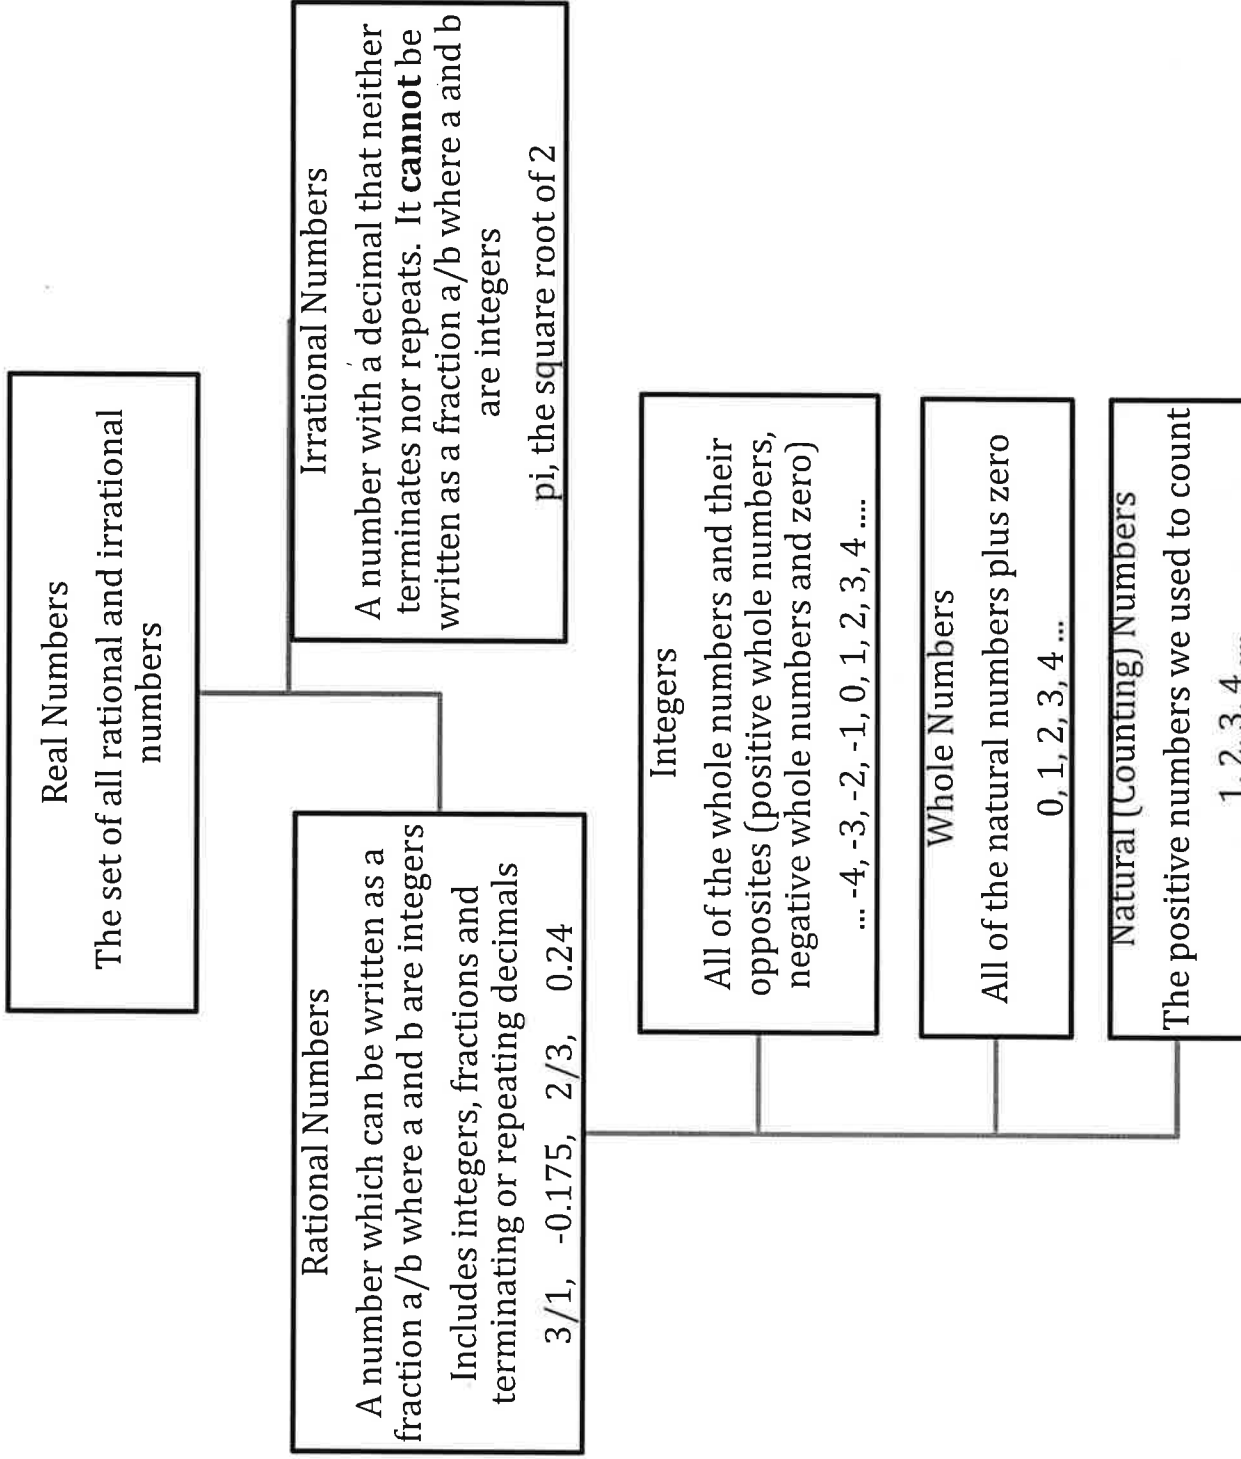 Real Numbers
The set of all rational and irrational
numbers
Rational Numbers
A number which can be written as a
fraction a/b where a and b are integers
Includes integers, fractions and
terminating or repeating decimals
3/1, -0.175, 2/3, 0.24
Irrational Numbers
A number with a decimal that neither
terminates nor repeats. It cannot be
written as a fraction a/b where a and b
are integers
pi, the square root of 2
Integers
All of the whole numbers and their
opposites (positive whole numbers,
negative whole numbers and zero)
... -4, -3, -2, -1, 0, 1, 2, 3, 4 ....
Whole Numbers
All of the natural numbers plus zero
0, 1, 2, 3, 4 ...
Natural (Counting) Numbers
The positive numbers we used to count
1, 2, 3, 4 ...